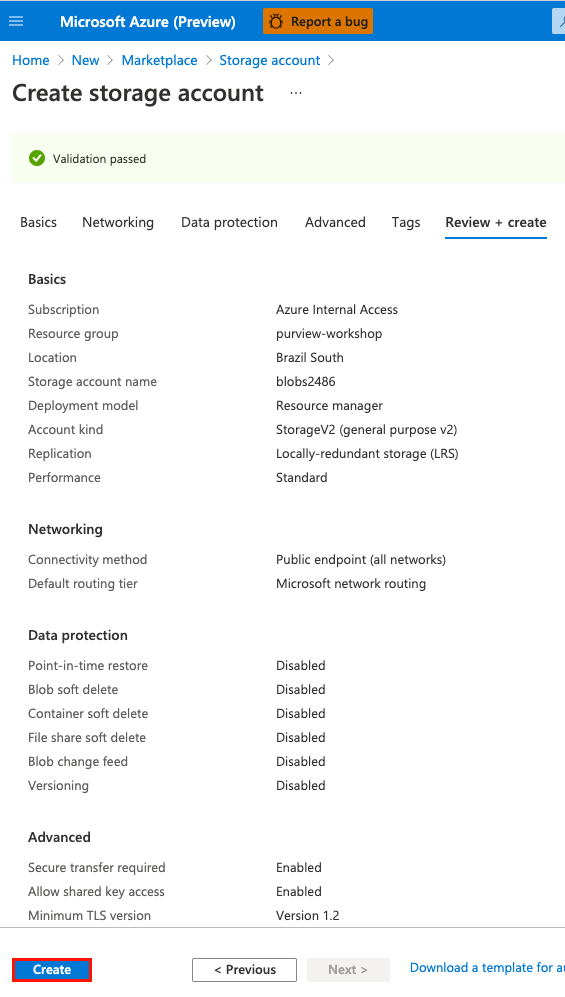 Microsoft Azure (Preview) Report a bug
Home > New > Marketplace > Storage account >
Create storage account ...
Validation passed
Basics Networking Data protection Advanced Tags Review + create
Basics
Subscription Azure Internal Access
Resource group purview-workshop
Location Brazil South
Storage account name blobs2486
Deployment model Resource manager
Account kind StorageV2 (general purpose v2)
Replication Locally-redundant storage (LRS)
Performance Standard
Networking
Connectivity method Public endpoint (all networks)
Default routing tier Microsoft network routing
Data protection
Point-in-time restore Disabled
Blob soft delete Disabled
Container soft delete Disabled
File share soft delete Disabled
Blob change feed Disabled
Versioning Disabled
Advanced
Secure transfer required Enabled
Allow shared key access Enabled
Minimum TLS version Version 1.2
Create < Previous Next > Download a template for